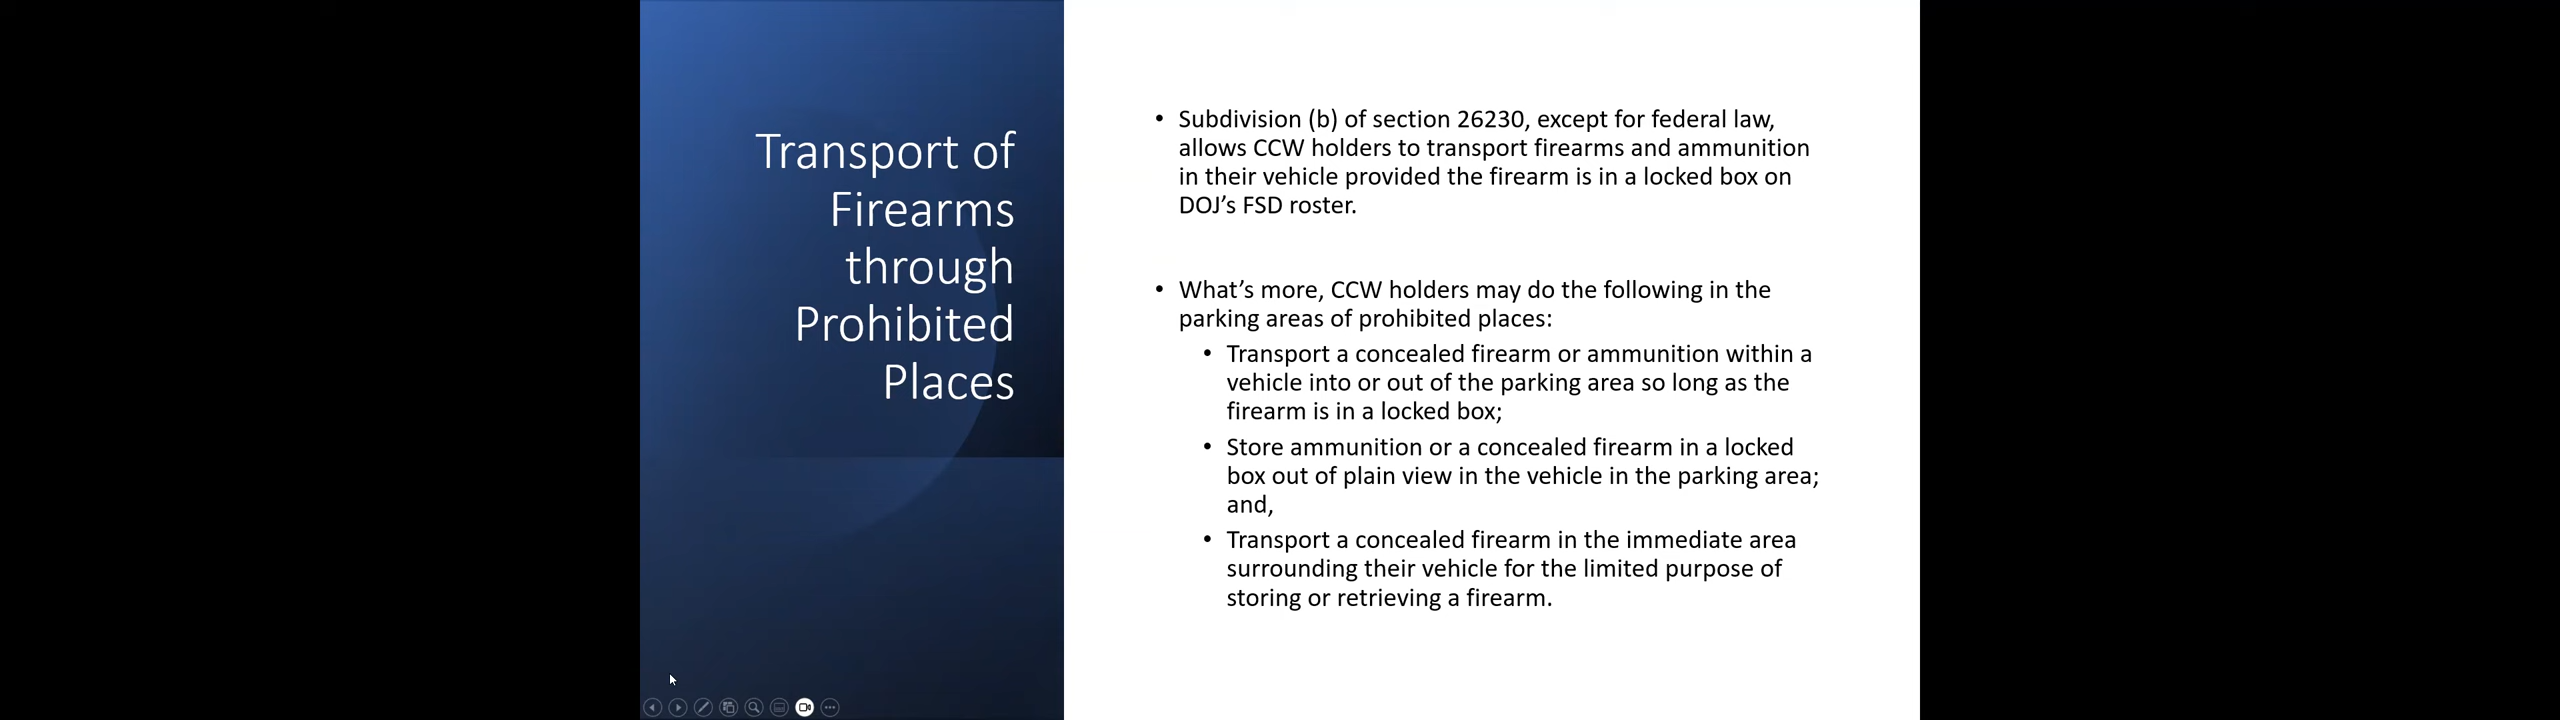 Transport of
Firearms
through
Prohibited
Places
• Subdivision (b) of section 26230, except for federal law,
allows CCW holders to transport firearms and ammunition
in their vehicle provided the firearm is in a locked box on
DOJ’s FSD roster.
• What’s more, CCW holders may do the following in the
parking areas of prohibited places:
• Transport a concealed firearm or ammunition within a
vehicle into or out of the parking area so long as the
firearm is in a locked box;
• Store ammunition or a concealed firearm in a locked
box out of plain view in the vehicle in the parking area;
and,
• Transport a concealed firearm in the immediate area
surrounding their vehicle for the limited purpose of
storing or retrieving a firearm.